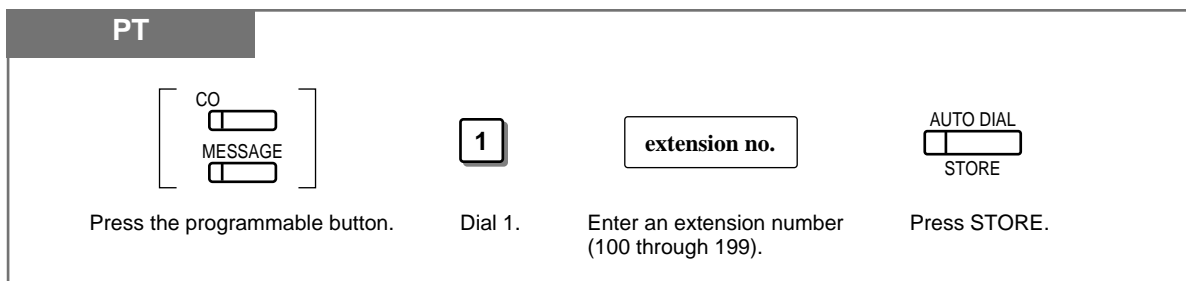 PT
CO
MESSAGE
1
extension no.
AUTO DIAL
STORE
Press the programmable button.
Dial 1.
Enter an extension number
(100 through 199).
Press STORE.